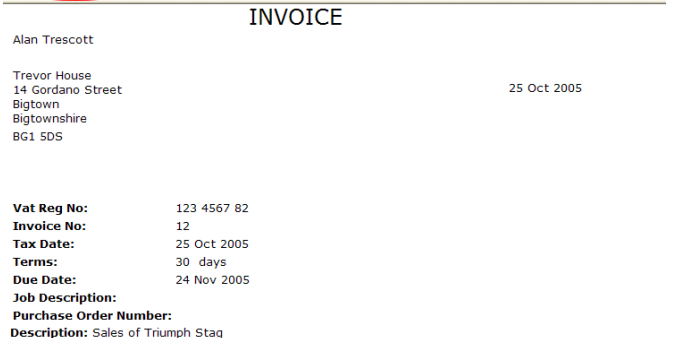 INVOICE
Alan Trescott
Trevor House
14 Gordano Street
25 Oct 2005
Bigtown
Bigtownshire
BG1 5DS
Vat Reg No: 123 4567 82
Invoice No: 12
Tax Date: 25 Oct 2005
Terms: 30 days
Due Date: 24 Nov 2005
Job Description:
Purchase Order Number:
Description: Sales of Triumph Stag